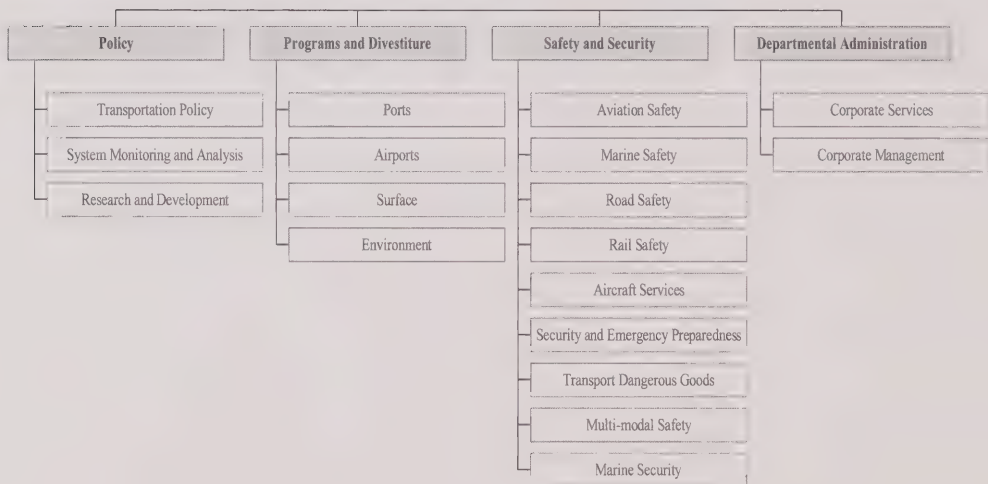 Policy
Transportation Policy
System Monitoring and Analysis
Research and Development
Programs and Divestiture
Ports
Airports
Surface
Environment
Safety and Security
Aviation Safety
Marine Safety
Road Safety
Rail Safety
Aircraft Services
Security and Emergency Preparedness
Transport Dangerous Goods
Multi-modal Safety
Marine Security
Departmental Administration
Corporate Services
Corporate Management